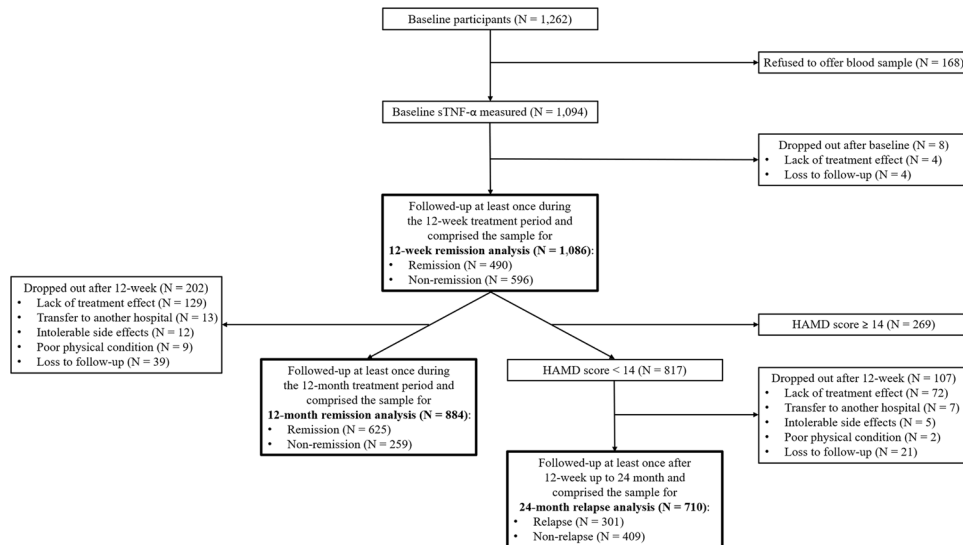 Baseline participants (N = 1,262)
Refused to offer blood sample (N = 168)
Baseline sTNF-α measured (N = 1,094)
Dropped out after baseline (N = 8)
• Lack of treatment effect (N = 4)
• Loss to follow-up (N = 4)
Followed-up at least once during
the 12-week treatment period and
comprised the sample for
12-week remission analysis (N = 1,086):
• Remission (N = 490)
• Non-remission (N = 596)
Dropped out after 12-week (N = 202)
• Lack of treatment effect (N = 129)
• Transfer to another hospital (N = 13)
• Intolerable side effects (N = 12)
• Poor physical condition (N = 9)
• Loss to follow-up (N = 39)
HAMD score ≥ 14 (N = 269)
Followed-up at least once during
the 12-month treatment period and
comprised the sample for
12-month remission analysis (N = 884):
• Remission (N = 625)
• Non-remission (N = 259)
HAMD score < 14 (N = 817)
Dropped out after 12-week (N = 107)
• Lack of treatment effect (N = 72)
• Transfer to another hospital (N = 7)
• Intolerable side effects (N = 5)
• Poor physical condition (N = 2)
• Loss to follow-up (N = 21)
Followed-up at least once after
12-week up to 24 month and
comprised the sample for
24-month relapse analysis (N = 710):
• Relapse (N = 301)
• Non-relapse (N = 409)